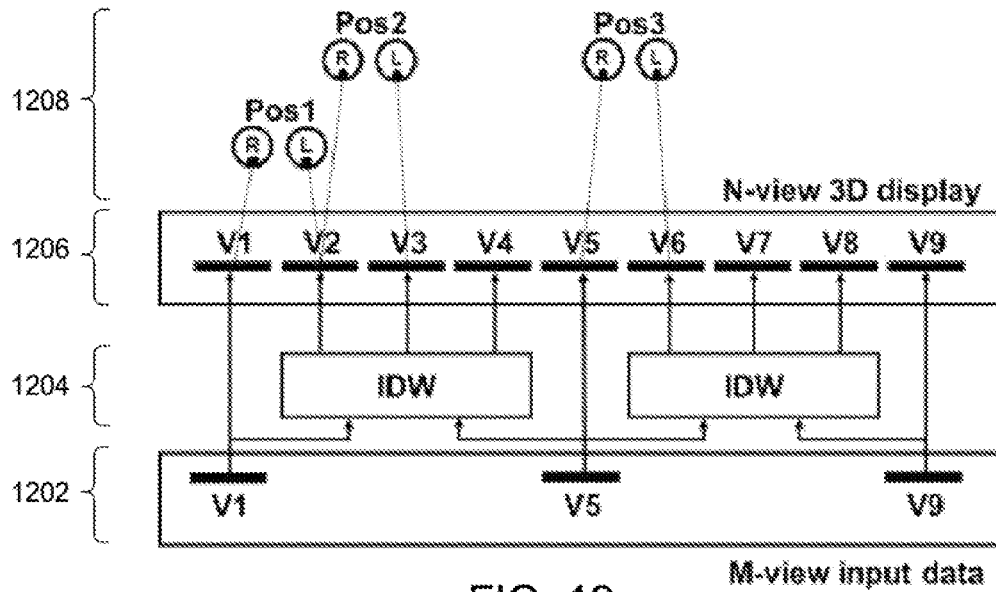 Pos2 Pos3
R L R L
1208
Pos1
R L
N-view 3D display
1206 V1 V2 V3 V4 V5 V6 V7 V8 V9
1204 IDW IDW
1202 V1 V5 V9
M-view input data